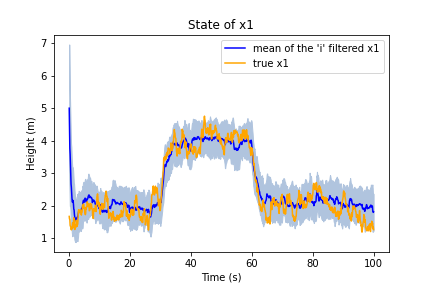 State of x1
mean of the 'i' filtered x1
true x1
7
6
5
4
3
2
1
Height (m)
0
20
40
60
80
100
Time (s)